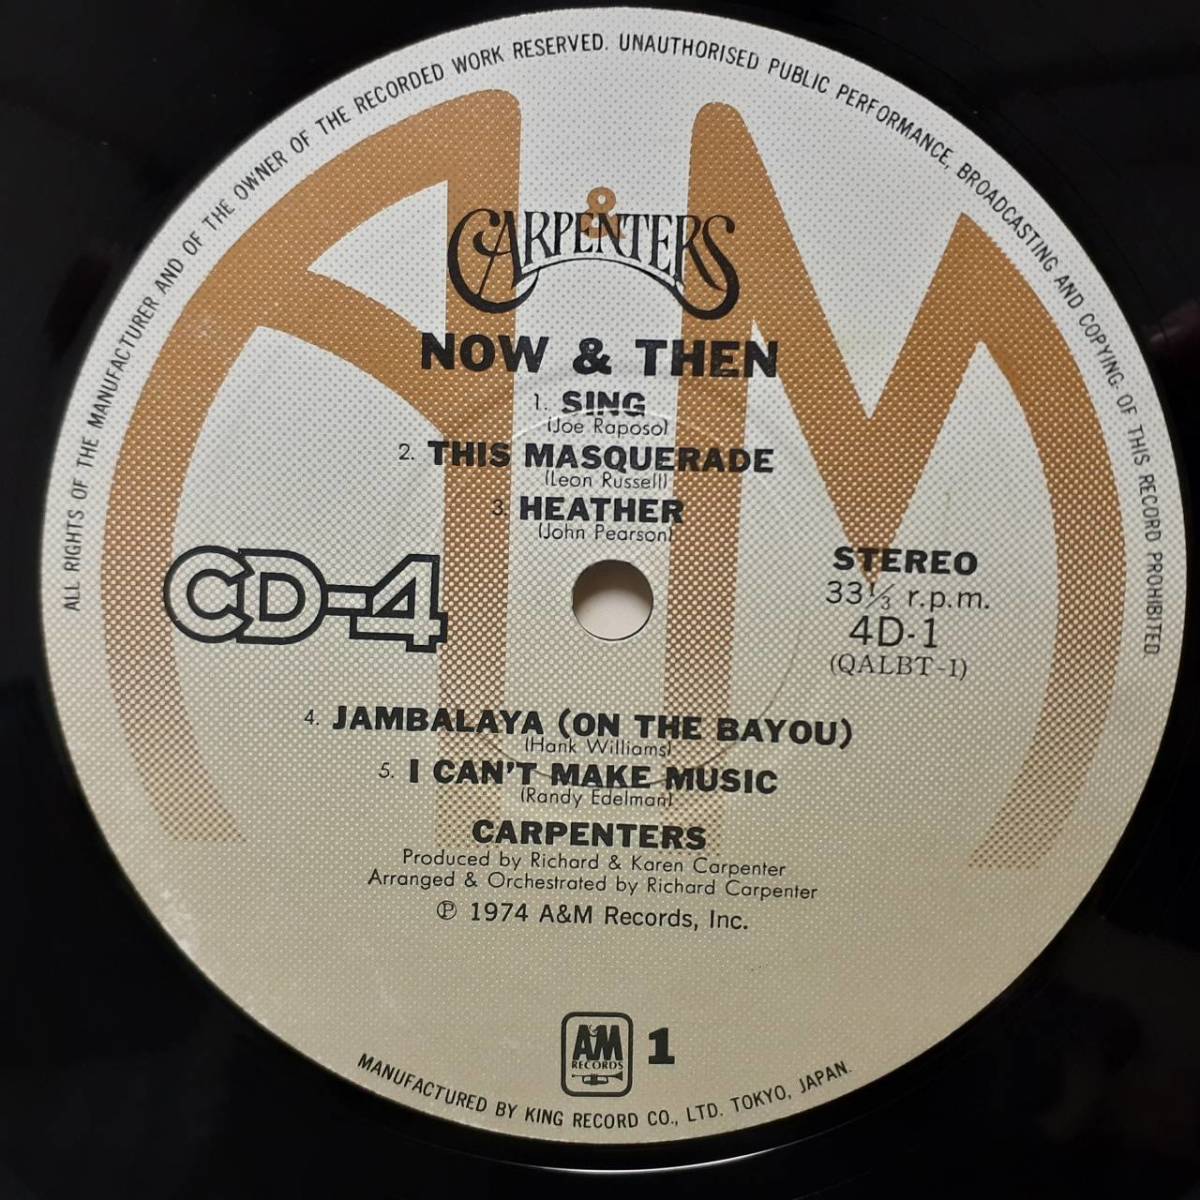 ALL RIGHTS OF THE MANUFACTURER AND OF THE OWNER OF THE RECORDED WORK RESERVED. UNAUTHORISED PUBLIC PERFORMANCE, BROADCASTING AND COPYING OF THIS RECORD PROHIBITED
&
CARPENTERS
NOW & THEN
1. SING
(Joe Raposo)
2. THIS MASQUERADE
(Leon Russell)
3. HEATHER
(John Pearson)
CD-4
STEREO
33 1/3 r.p.m.
4D-1
(QALBT-1)
4. JAMBALAYA (ON THE BAYOU)
(Hank Williams)
5. I CAN'T MAKE MUSIC
(Randy Edelman)
CARPENTERS
Produced by Richard & Karen Carpenter
Arranged & Orchestrated by Richard Carpenter
℗ 1974 A&M Records, Inc.
AM RECORDS 1
MANUFACTURED BY KING RECORD CO., LTD. TOKYO, JAPAN.